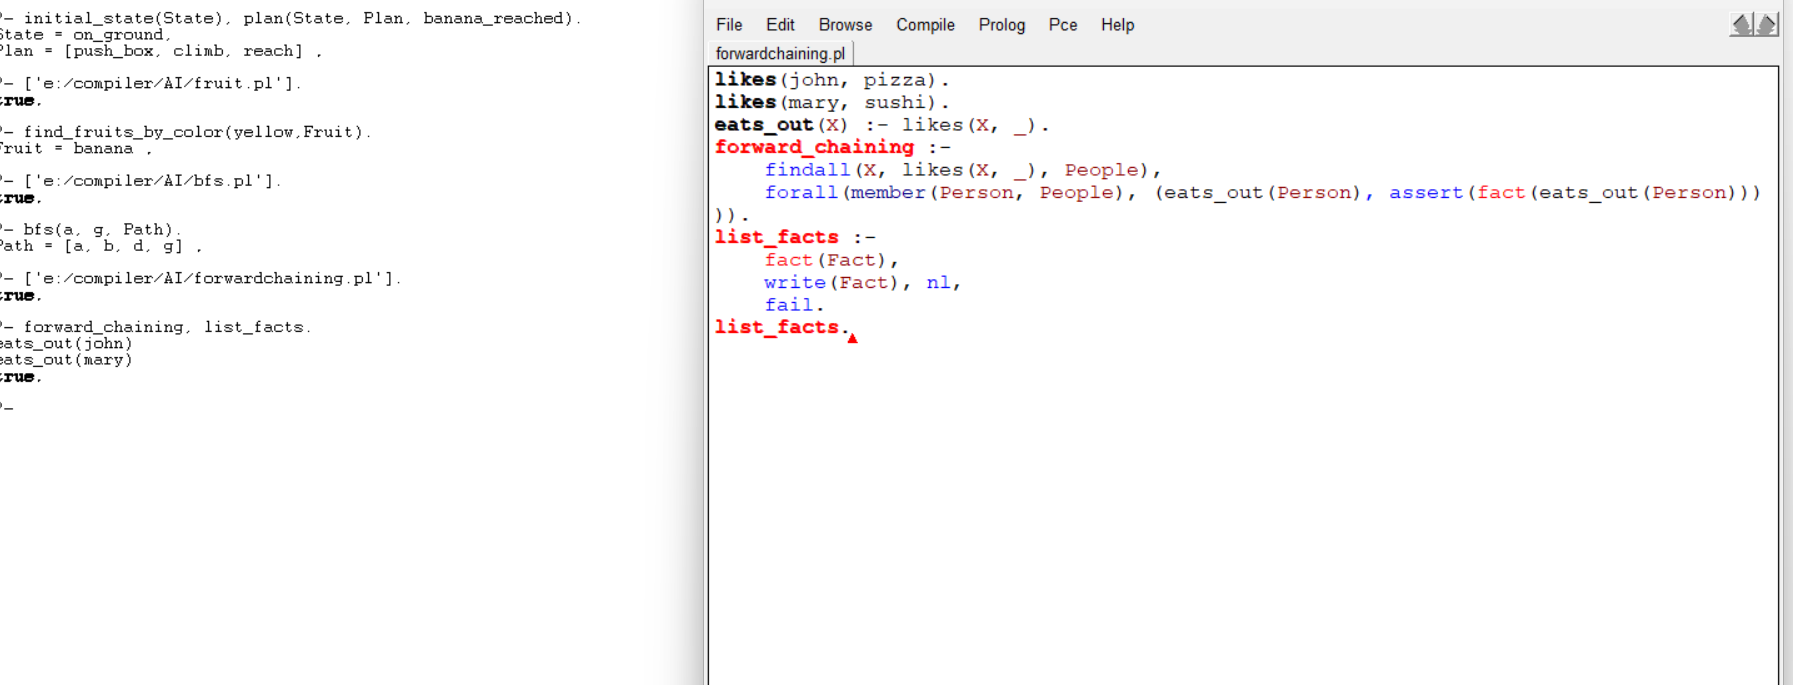 ?- initial_state(State), plan(State, Plan, banana_reached).
State = on_ground,
Plan = [push_box, climb, reach] ,
?- ['e:/compiler/AI/fruit.pl'].
true.
?- find_fruits_by_color(yellow,Fruit).
Fruit = banana ,
?- ['e:/compiler/AI/bfs.pl'].
true.
?- bfs(a, g, Path).
Path = [a, b, d, g] ,
?- ['e:/compiler/AI/forwardchaining.pl'].
true.
?- forward_chaining, list_facts.
eats_out(john)
eats_out(mary)
true.
?-
File Edit Browse Compile Prolog Pce Help
forwardchaining.pl
likes(john, pizza).
likes(mary, sushi).
eats_out(X) :- likes(X, _).
forward_chaining :-
    findall(X, likes(X, _), People),
    forall(member(Person, People), (eats_out(Person), assert(fact(eats_out(Person)))
)).
list_facts :-
    fact(Fact),
    write(Fact), nl,
    fail.
list_facts.